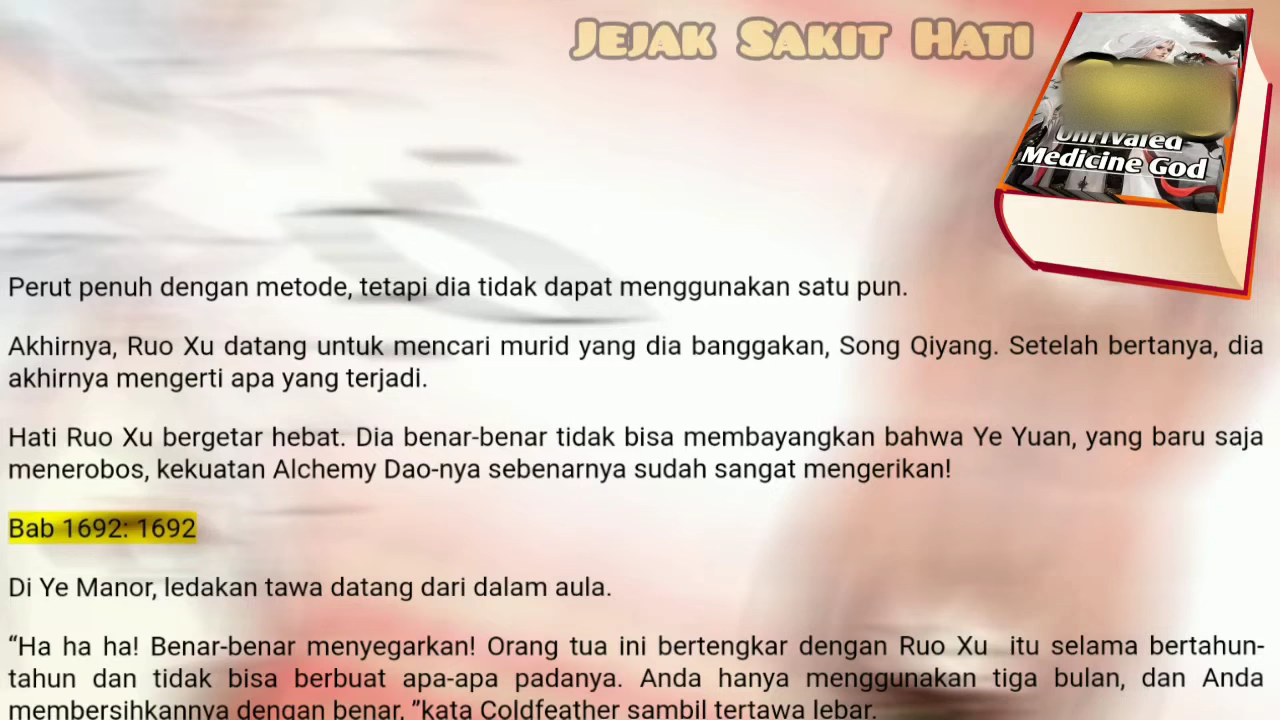 Jejak Sakit Hati
Unrivaled
Medicine God
Perut penuh dengan metode, tetapi dia tidak dapat menggunakan satu pun.
Akhirnya, Ruo Xu datang untuk mencari murid yang dia banggakan, Song Qiyang. Setelah bertanya, dia
akhirnya mengerti apa yang terjadi.
Hati Ruo Xu bergetar hebat. Dia benar-benar tidak bisa membayangkan bahwa Ye Yuan, yang baru saja
menerobos, kekuatan Alchemy Dao-nya sebenarnya sudah sangat mengerikan!
Bab 1692: 1692
Di Ye Manor, ledakan tawa datang dari dalam aula.
“Ha ha ha! Benar-benar menyegarkan! Orang tua ini bertengkar dengan Ruo Xu itu selama bertahun-
tahun dan tidak bisa berbuat apa-apa padanya. Anda hanya menggunakan tiga bulan, dan Anda
membersihkannya dengan benar, ”kata Coldfeather sambil tertawa lebar.